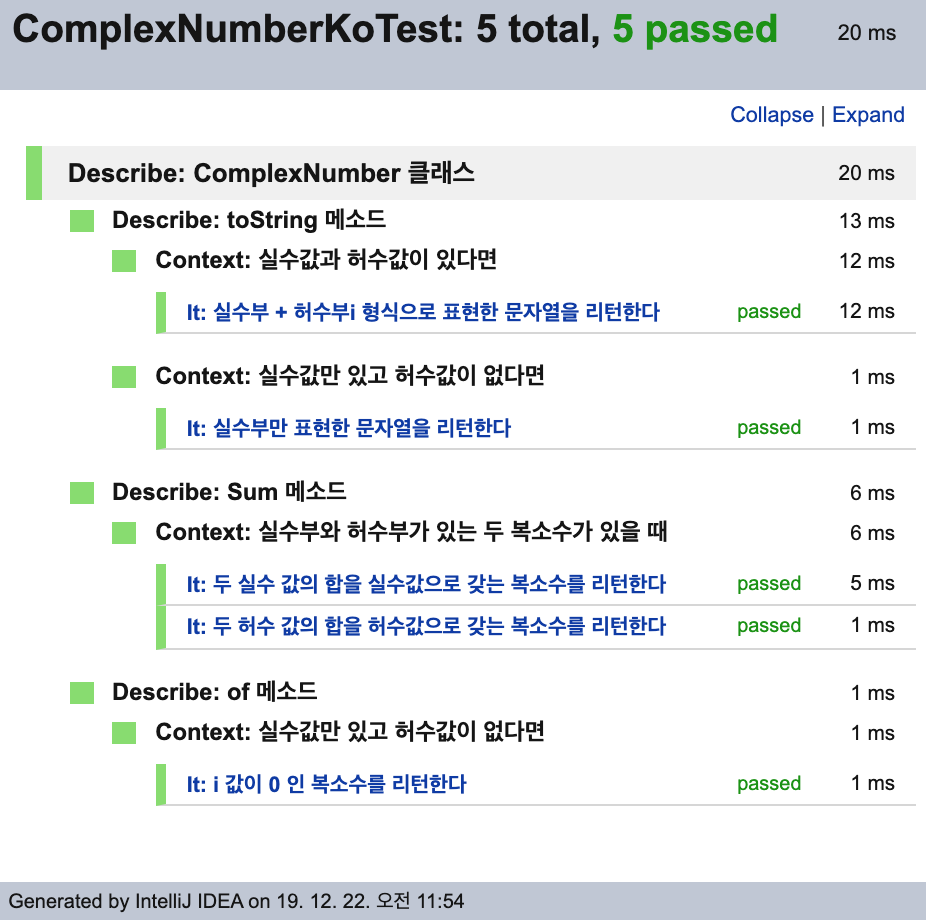 ComplexNumberKoTest: 5 total, 5 passed 20 ms
Collapse | Expand
Describe: ComplexNumber 클래스 20 ms
Describe: toString 메소드 13 ms
Context: 실수값과 허수값이 있다면 12 ms
It: 실수부 + 허수부i 형식으로 표현한 문자열을 리턴한다 passed 12 ms
Context: 실수값만 있고 허수값이 없다면 1 ms
It: 실수부만 표현한 문자열을 리턴한다 passed 1 ms
Describe: Sum 메소드 6 ms
Context: 실수부와 허수부가 있는 두 복소수가 있을 때 6 ms
It: 두 실수 값의 합을 실수값으로 갖는 복소수를 리턴한다 passed 5 ms
It: 두 허수 값의 합을 허수값으로 갖는 복소수를 리턴한다 passed 1 ms
Describe: of 메소드 1 ms
Context: 실수값만 있고 허수값이 없다면 1 ms
It: i 값이 0 인 복소수를 리턴한다 passed 1 ms
Generated by IntelliJ IDEA on 19. 12. 22. 오전 11:54